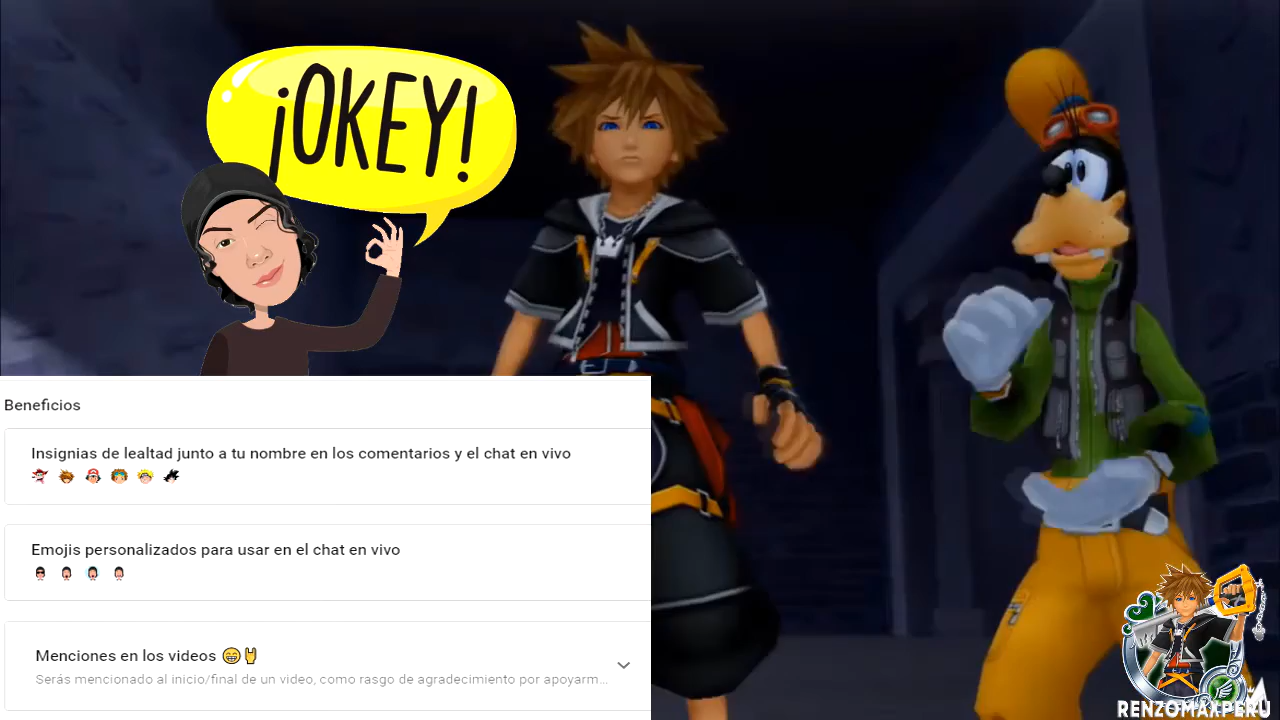 ¡OKEY!
Beneficios
Insignias de lealtad junto a tu nombre en los comentarios y el chat en vivo
Emojis personalizados para usar en el chat en vivo
Menciones en los videos 😁🤘
Serás mencionado al inicio/final de un video, como rasgo de agradecimiento por apoyarm...
RENZOMAXPERU